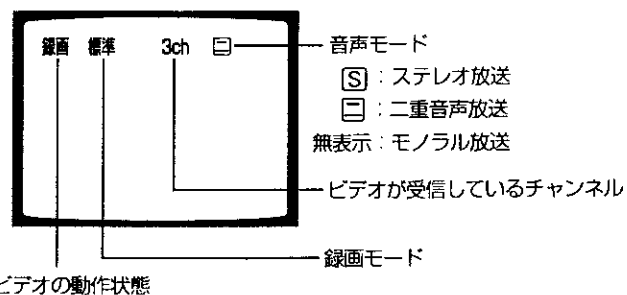 録画 標準 3ch 二 音声モード
S：ステレオ放送
二：二重音声放送
無表示：モノラル放送
ビデオが受信しているチャンネル
録画モード
ビデオの動作状態